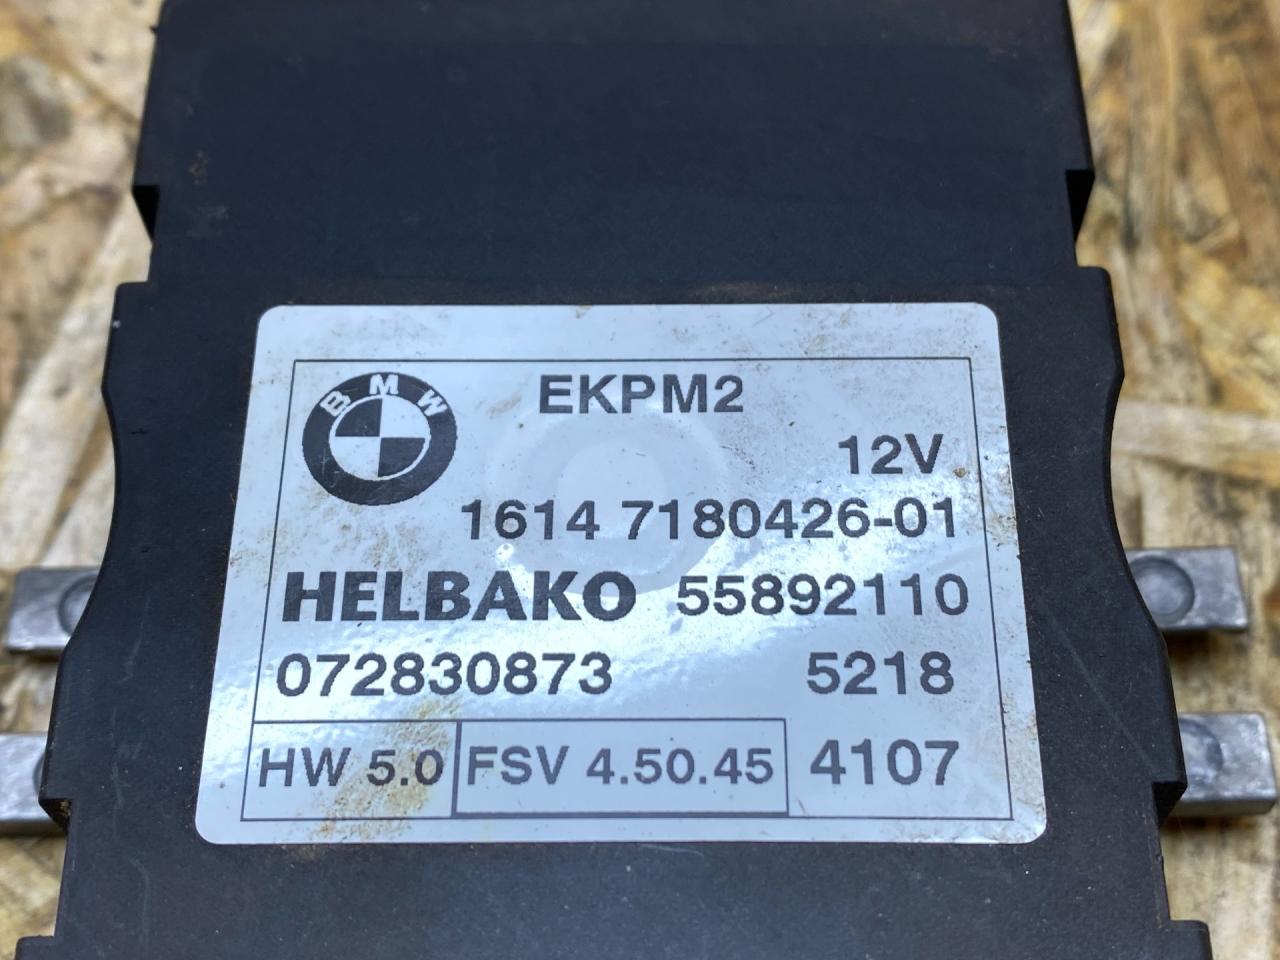 BMW
EKPM2
12V
1614 7180426-01
HELBAKO 55892110
072830873 5218
HW 5.0 FSV 4.50.45 4107